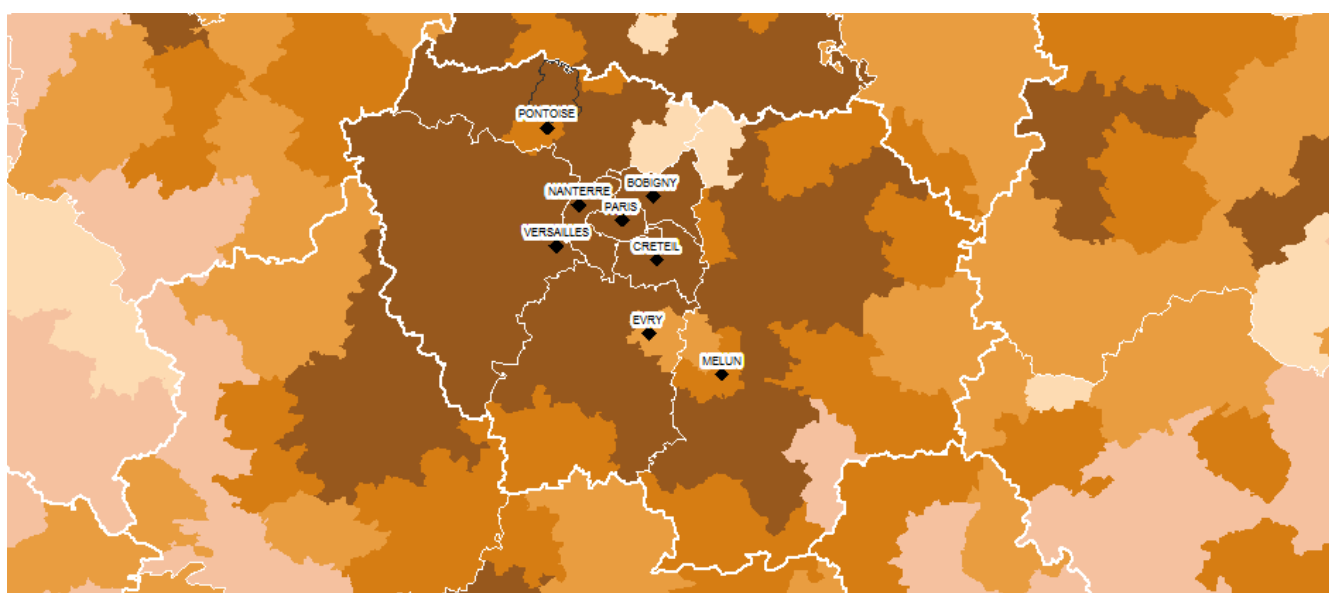 PONTOISE
NANTERRE
BOBIGNY
PARIS
VERSAILLES
CRETEIL
EVRY
MELUN